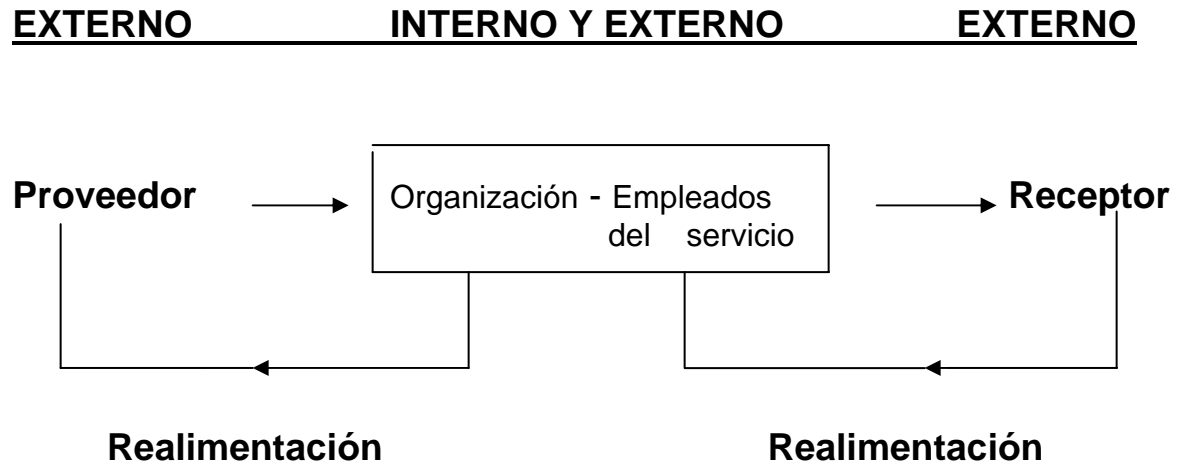 EXTERNO INTERNO Y EXTERNO EXTERNO
Proveedor Organización - Empleados Receptor
del servicio
Realimentación Realimentación